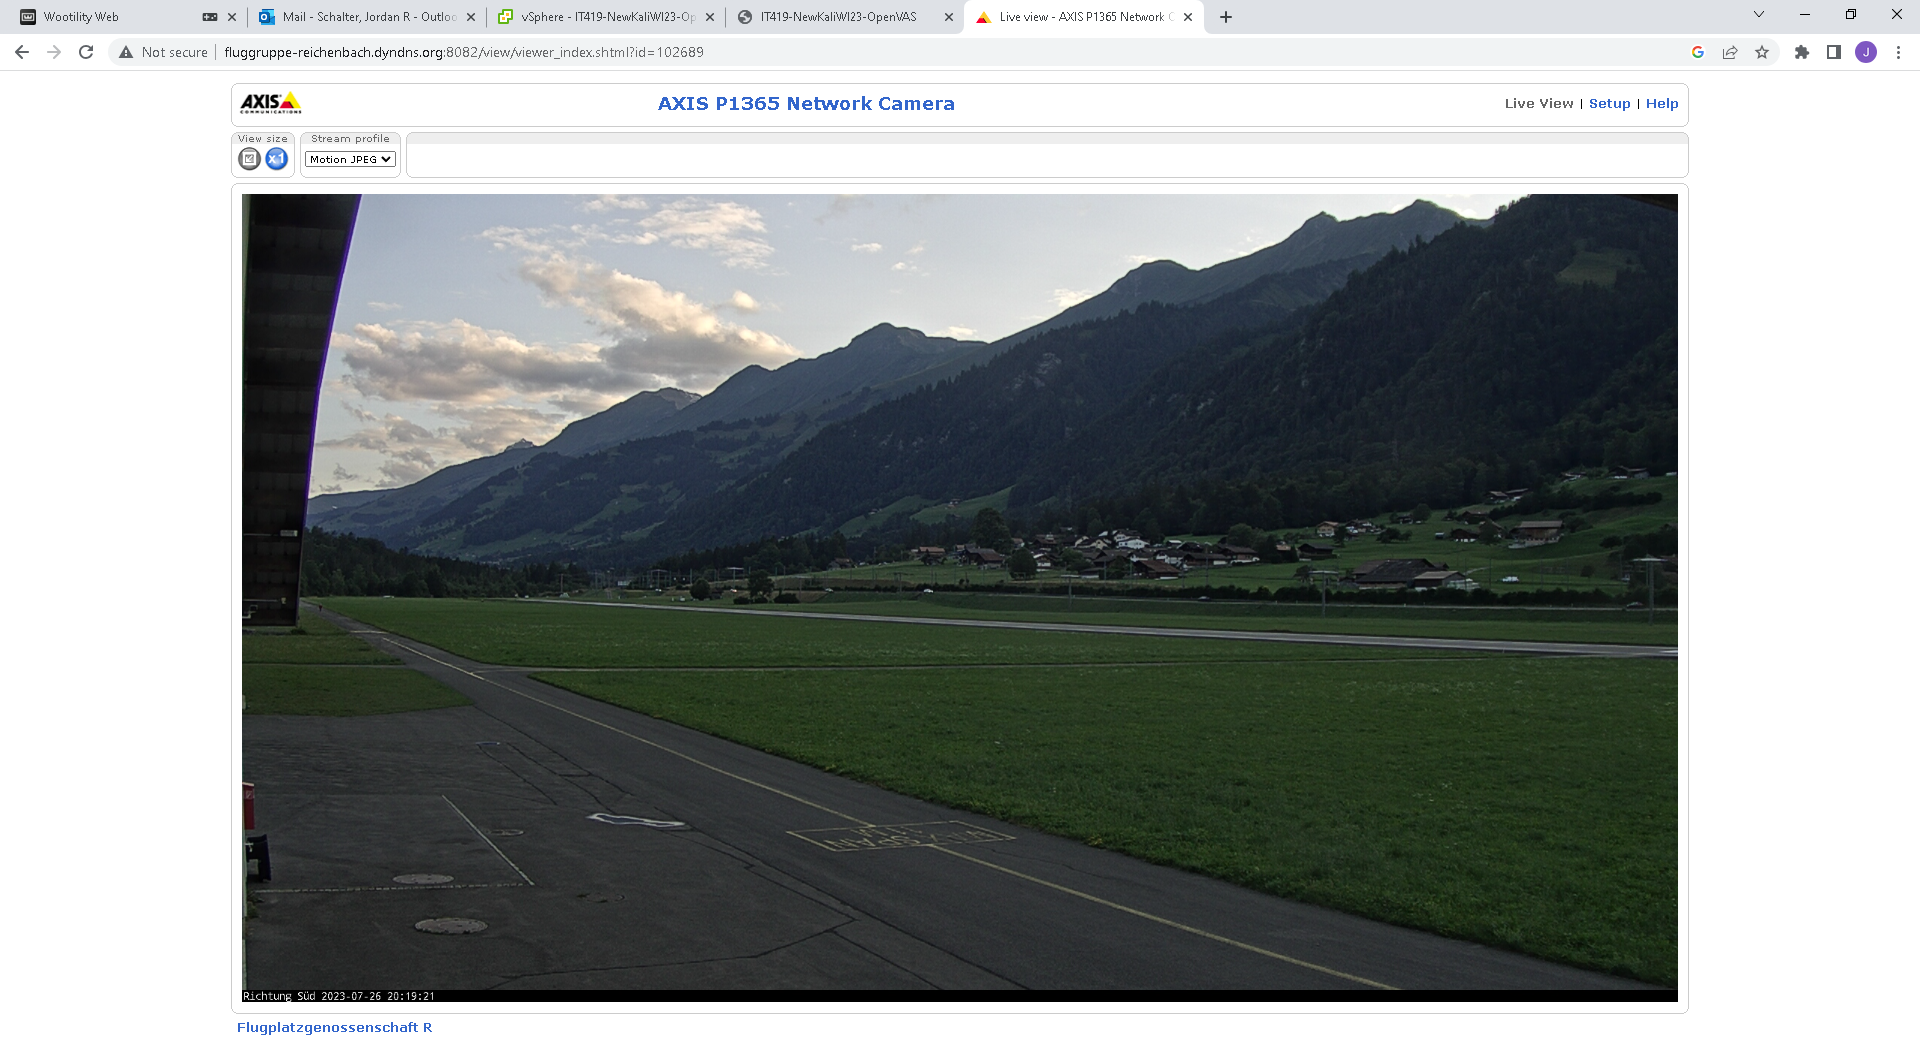 Wootility Web
Mail - Schalter, Jordan R - Outloo
vSphere - IT419-NewKaliWI23-Op
IT419-NewKaliWI23-OpenVAS
Live view - AXIS P1365 Network C
Not secure
fluggruppe-reichenbach.dyndns.org:8082/view/viewer_index.shtml?id=102689
J
AXIS
COMMUNICATIONS
AXIS P1365 Network Camera
Live View | Setup | Help
View size
Stream profile
x1
Motion JPEG
Richtung Süd 2023-07-26 20:19:21
Flugplatzgenossenschaft R